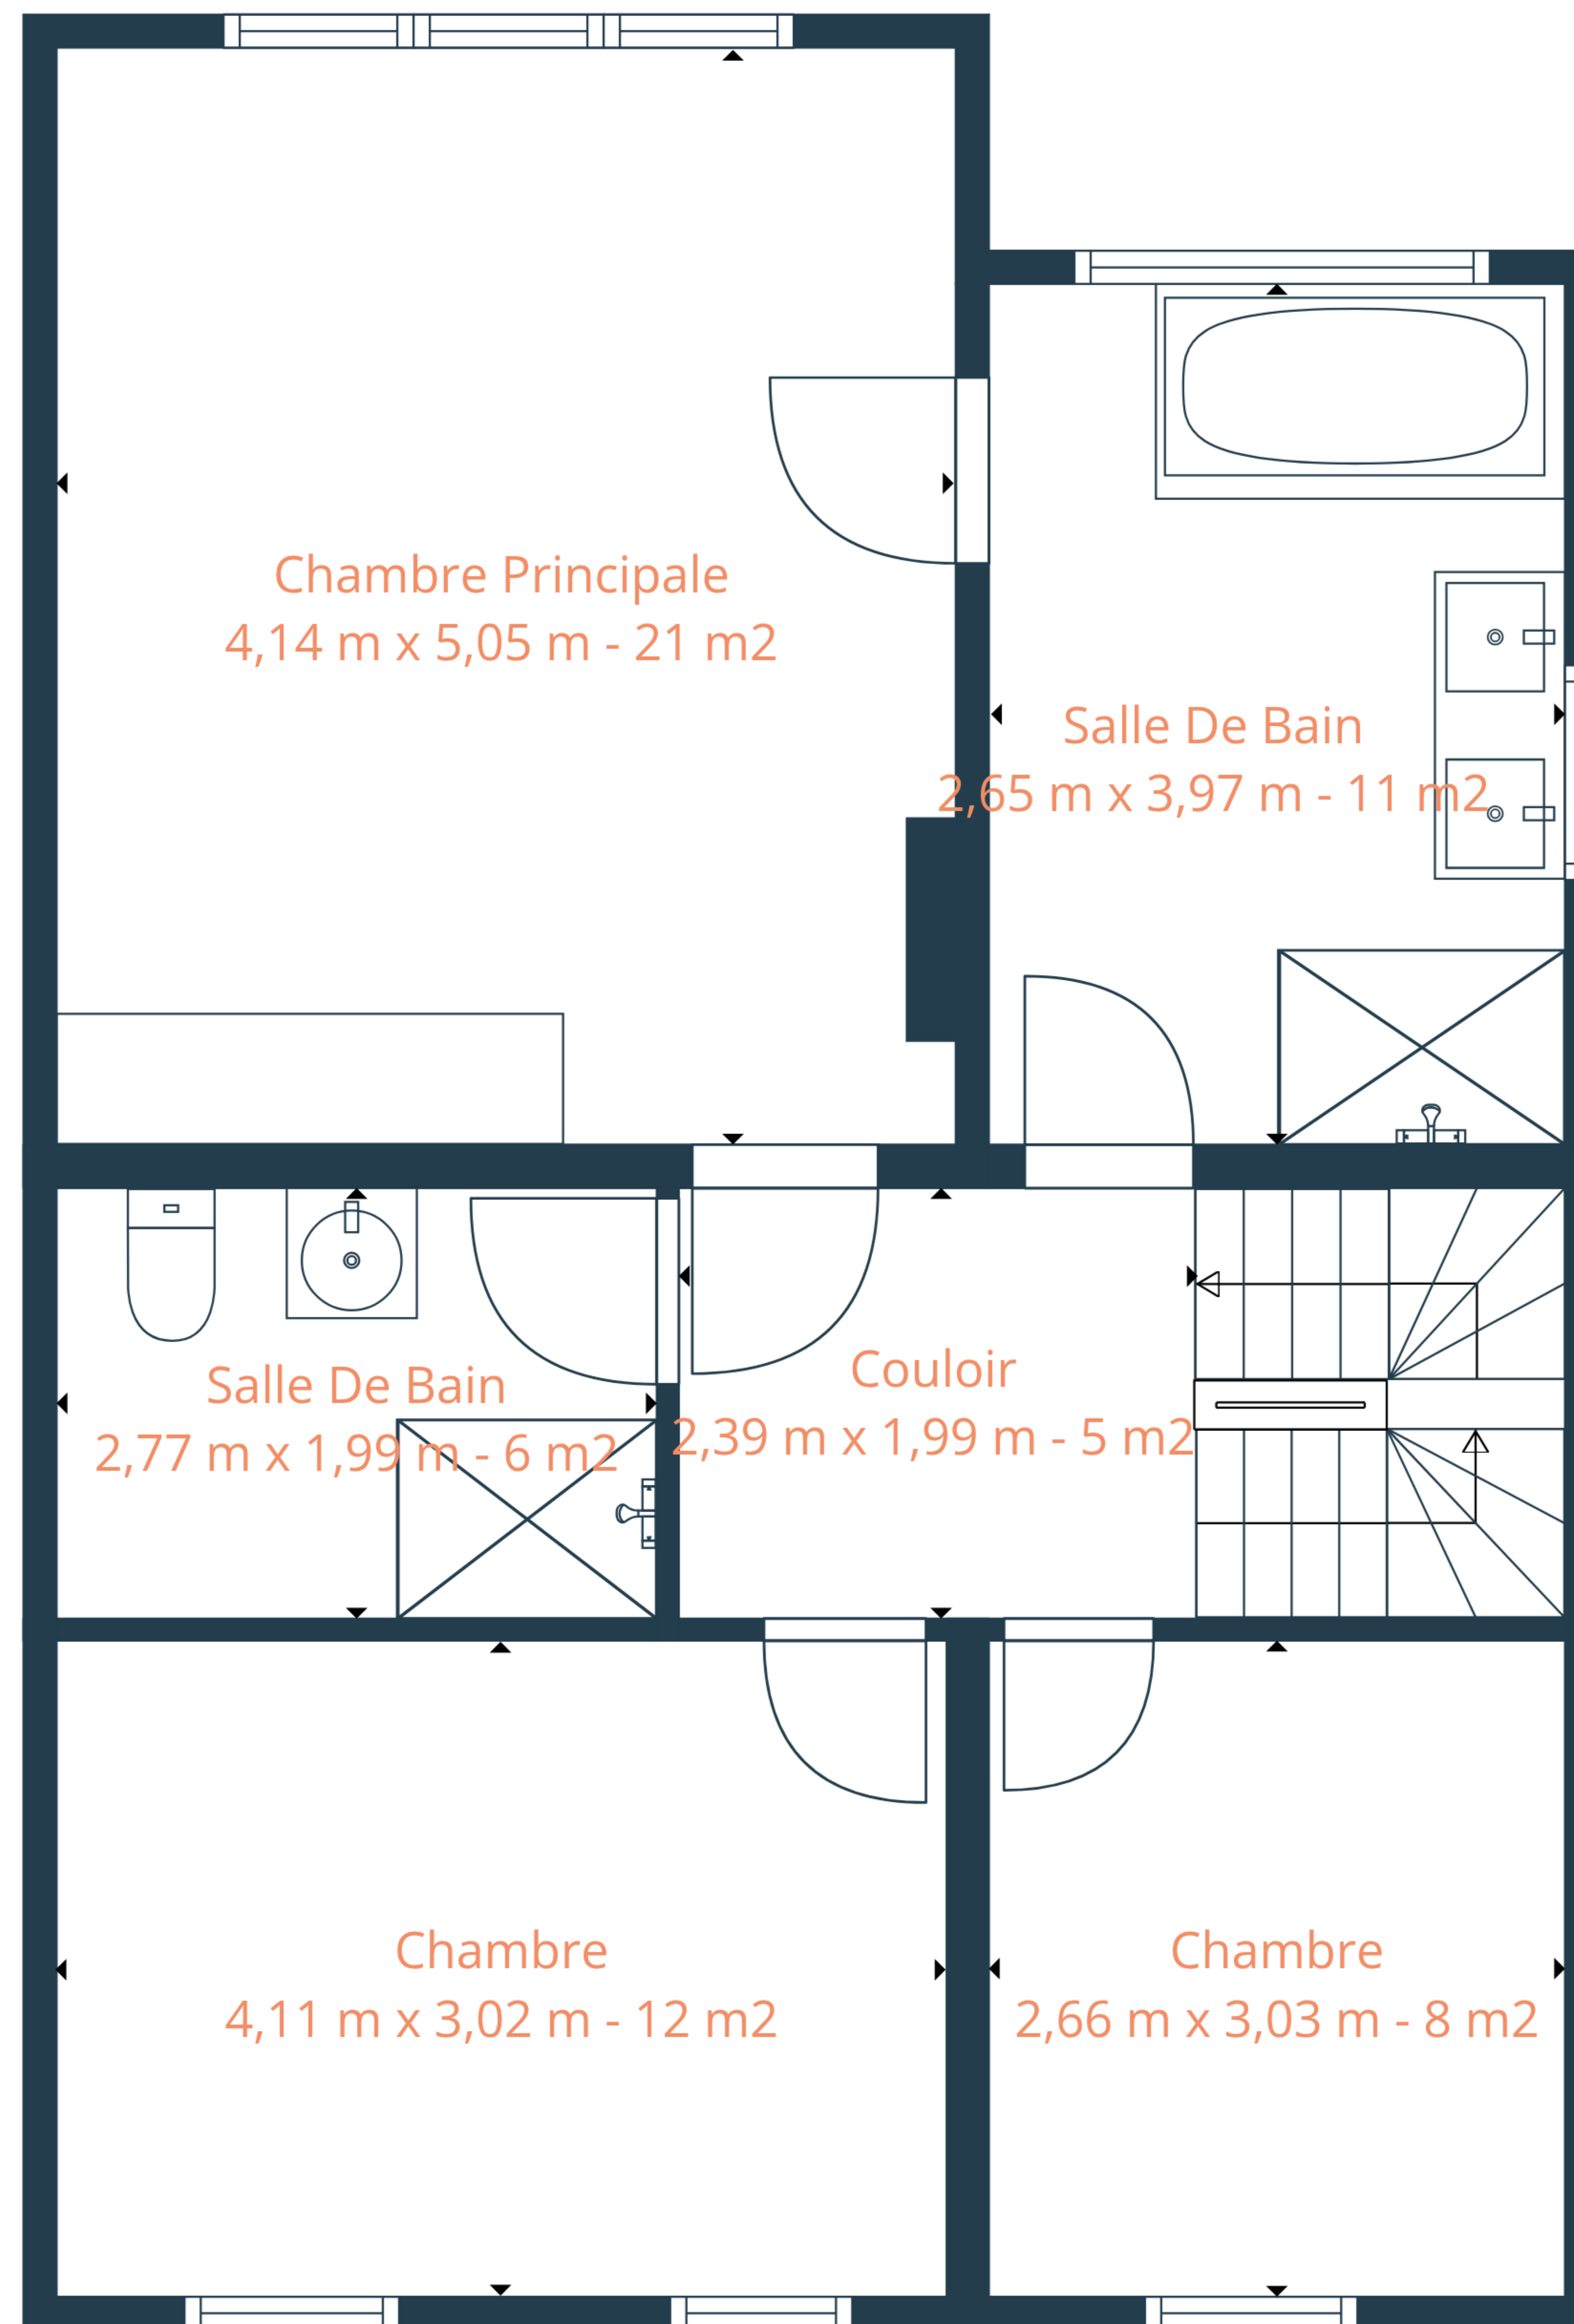 Chambre Principale
4,14 m x 5,05 m - 21 m2
Salle De Bain
2,65 m x 3,97 m - 11 m2
Salle De Bain
2,77 m x 1,99 m - 6 m2
Couloir
2,39 m x 1,99 m - 5 m2
Chambre
4,11 m x 3,02 m - 12 m2
Chambre
2,66 m x 3,03 m - 8 m2